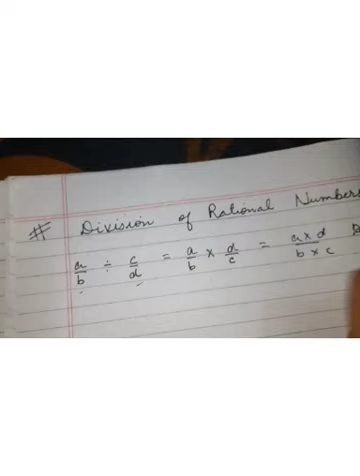 # Division of Rational Numbers
a/b ÷ c/d = a/b × d/c = a × d / b × c